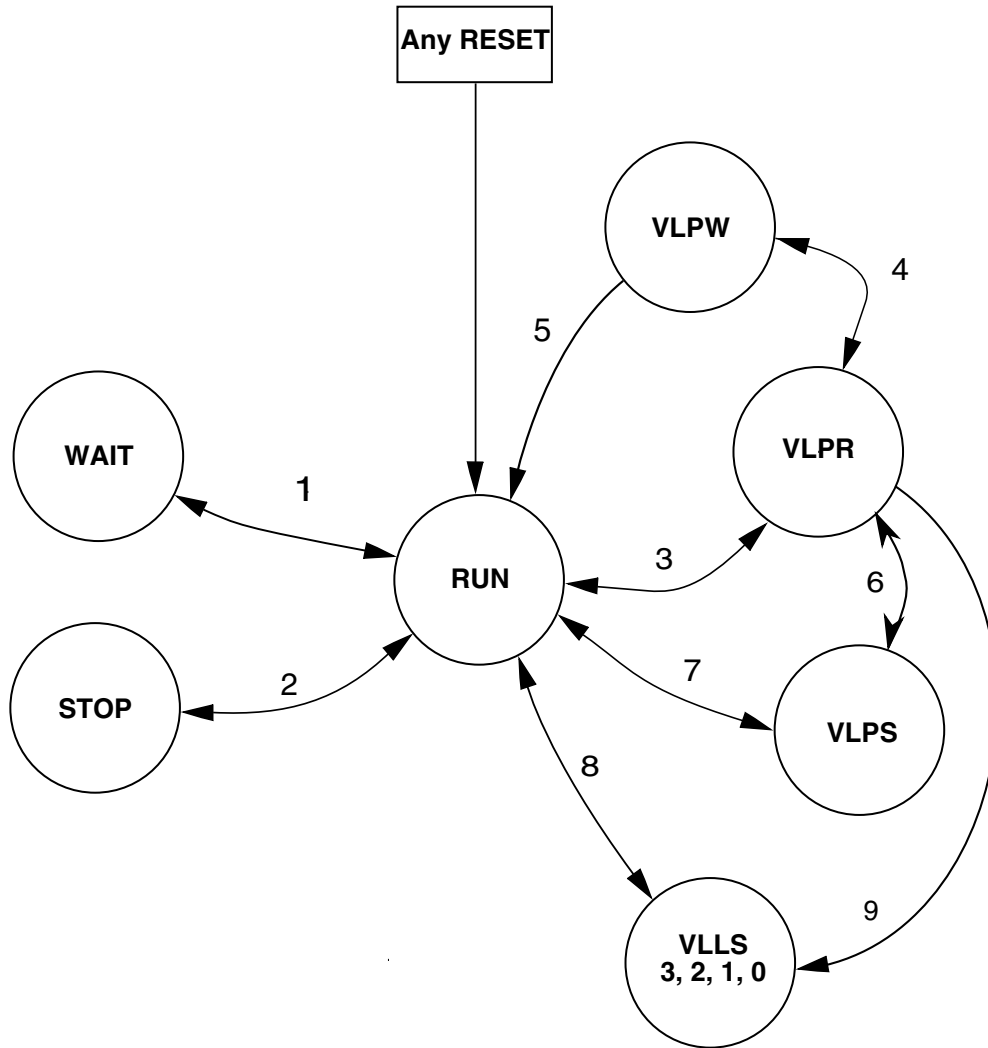 Any RESET
VLPW
4
5
WAIT
VLPR
1
3
RUN
6
7
2
STOP
VLPS
8
9
VLLS
3, 2, 1, 0